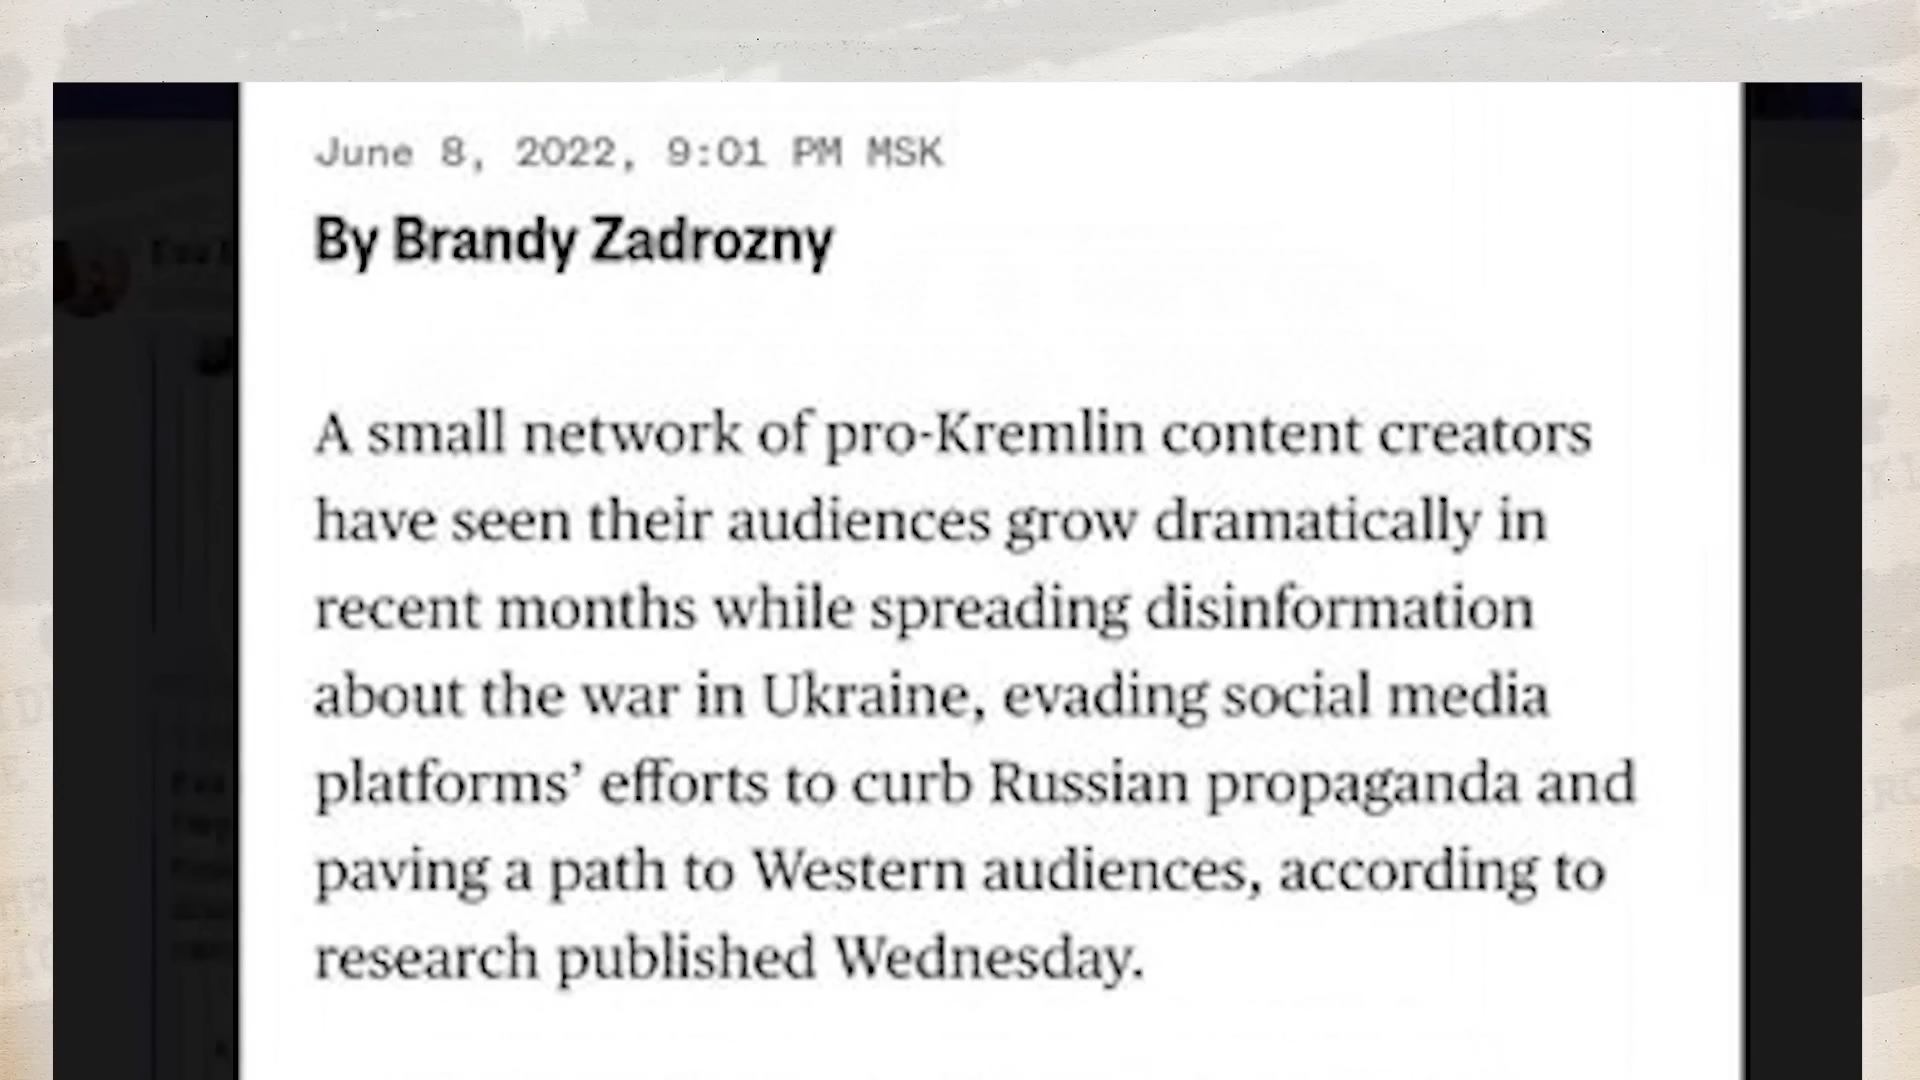 June 8, 2022, 9:01 PM MSK
By Brandy Zadrozny
A small network of pro-Kremlin content creators
have seen their audiences grow dramatically in
recent months while spreading disinformation
about the war in Ukraine, evading social media
platforms’ efforts to curb Russian propaganda and
paving a path to Western audiences, according to
research published Wednesday.